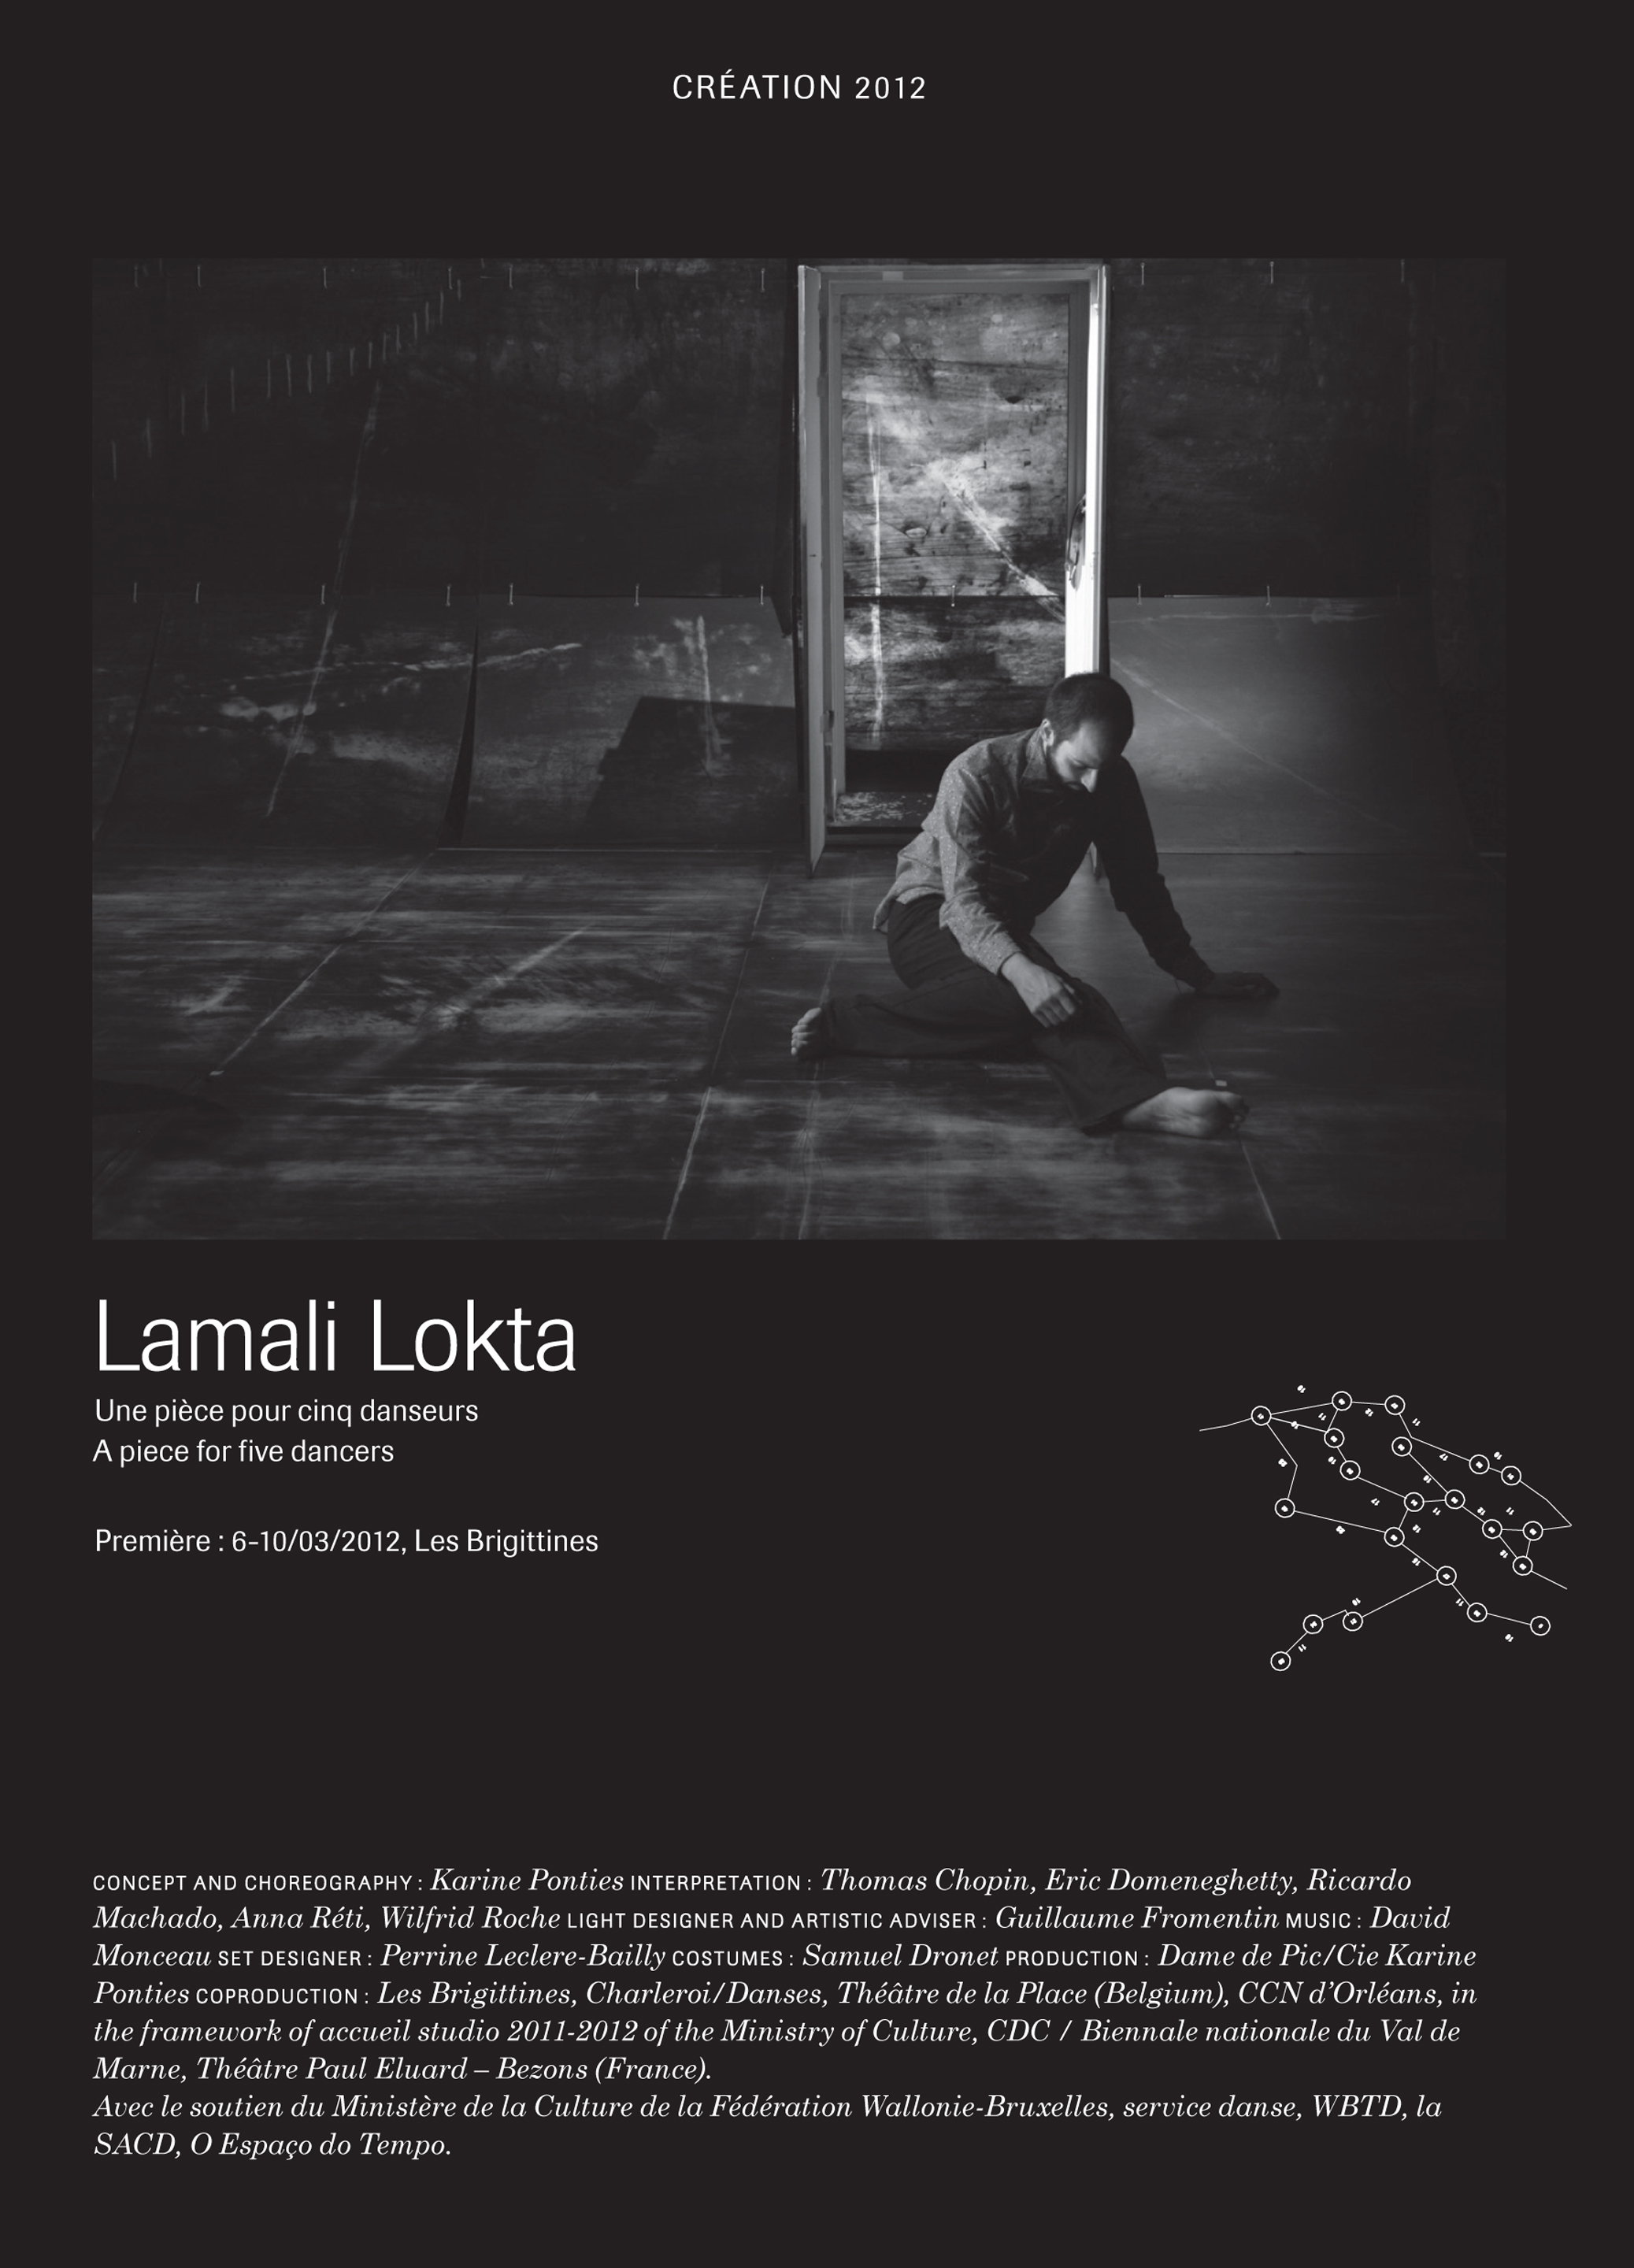 CRÉATION 2012
Lamali Lokta
Une pièce pour cinq danseurs
A piece for five dancers
Première : 6-10/03/2012, Les Brigittines
CONCEPT AND CHOREOGRAPHY : Karine Ponties INTERPRETATION : Thomas Chopin, Eric Domeneghetty, Ricardo
Machado, Anna Réti, Wilfrid Roche LIGHT DESIGNER AND ARTISTIC ADVISER : Guillaume Fromentin MUSIC : David
Monceau SET DESIGNER : Perrine Leclere-Bailly COSTUMES : Samuel Dronet PRODUCTION : Dame de Pic/Cie Karine
Ponties COPRODUCTION : Les Brigittines, Charleroi/Danses, Théâtre de la Place (Belgium), CCN d’Orléans, in
the framework of accueil studio 2011-2012 of the Ministry of Culture, CDC / Biennale nationale du Val de
Marne, Théâtre Paul Eluard – Bezons (France).
Avec le soutien du Ministère de la Culture de la Fédération Wallonie-Bruxelles, service danse, WBTD, la
SACD, O Espaço do Tempo.